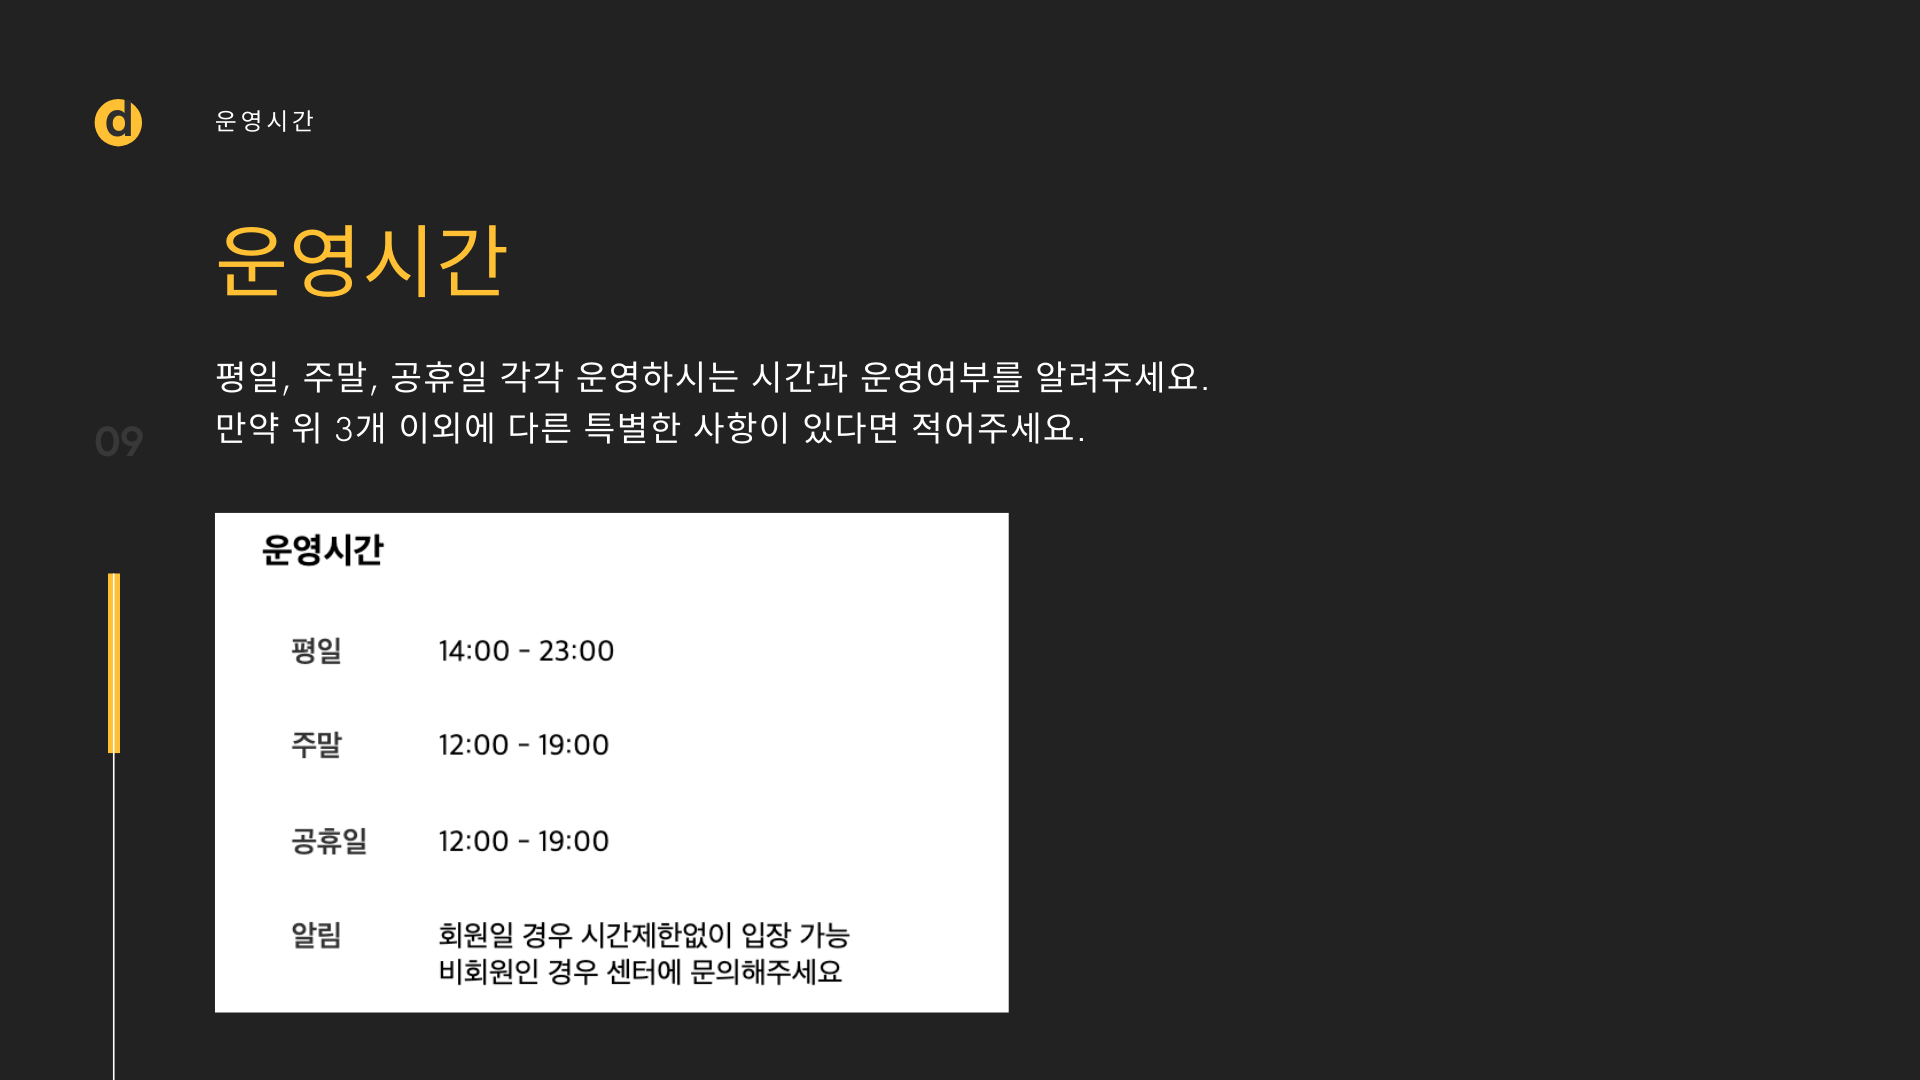 d
운영시간
운영시간
평일, 주말, 공휴일 각각 운영하시는 시간과 운영여부를 알려주세요.
만약 위 3개 이외에 다른 특별한 사항이 있다면 적어주세요.
09
운영시간
평일 14:00 - 23:00
주말 12:00 - 19:00
공휴일 12:00 - 19:00
알림 회원일 경우 시간제한없이 입장 가능
비회원인 경우 센터에 문의해주세요